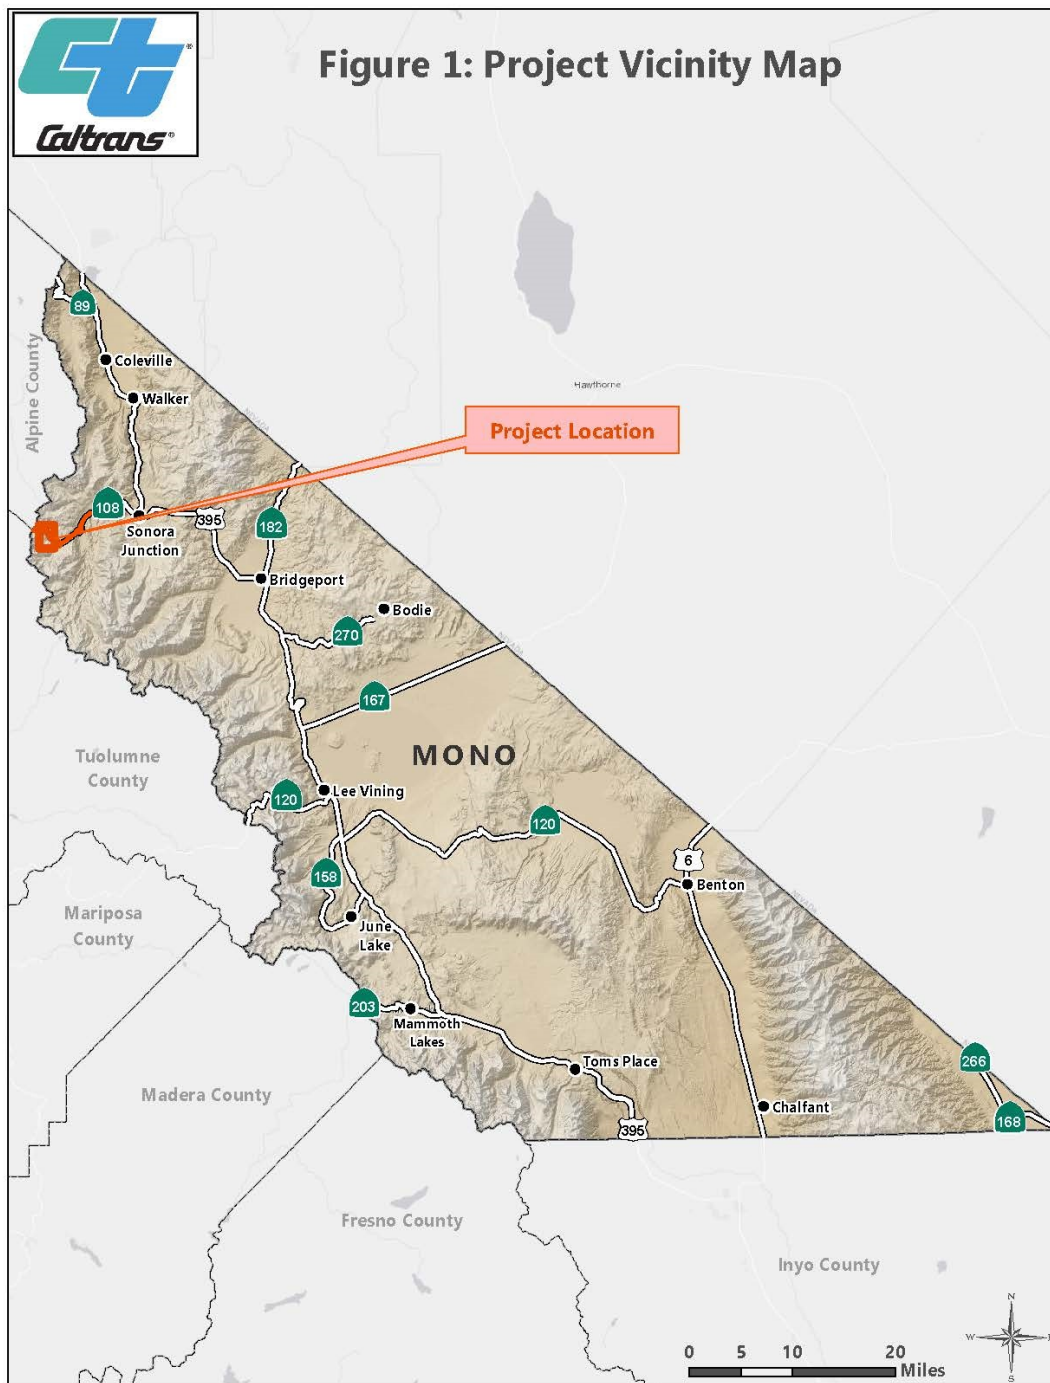 Caltrans®
®
Figure 1: Project Vicinity Map
89
Alpine County
Coleville
Walker
Hawthorne
NEVADA
Project Location
108
395
182
Sonora
Junction
Bridgeport
Bodie
270
NEVADA
167
MONO
Tuolumne
County
120
Lee Vining
120
6
158
Benton
NEVADA
Mariposa
County
June
Lake
203
Mammoth
Lakes
Toms Place
266
Madera County
Chalfant
168
395
Fresno County
Inyo County
N
W
E
S
0 5 10 20
Miles